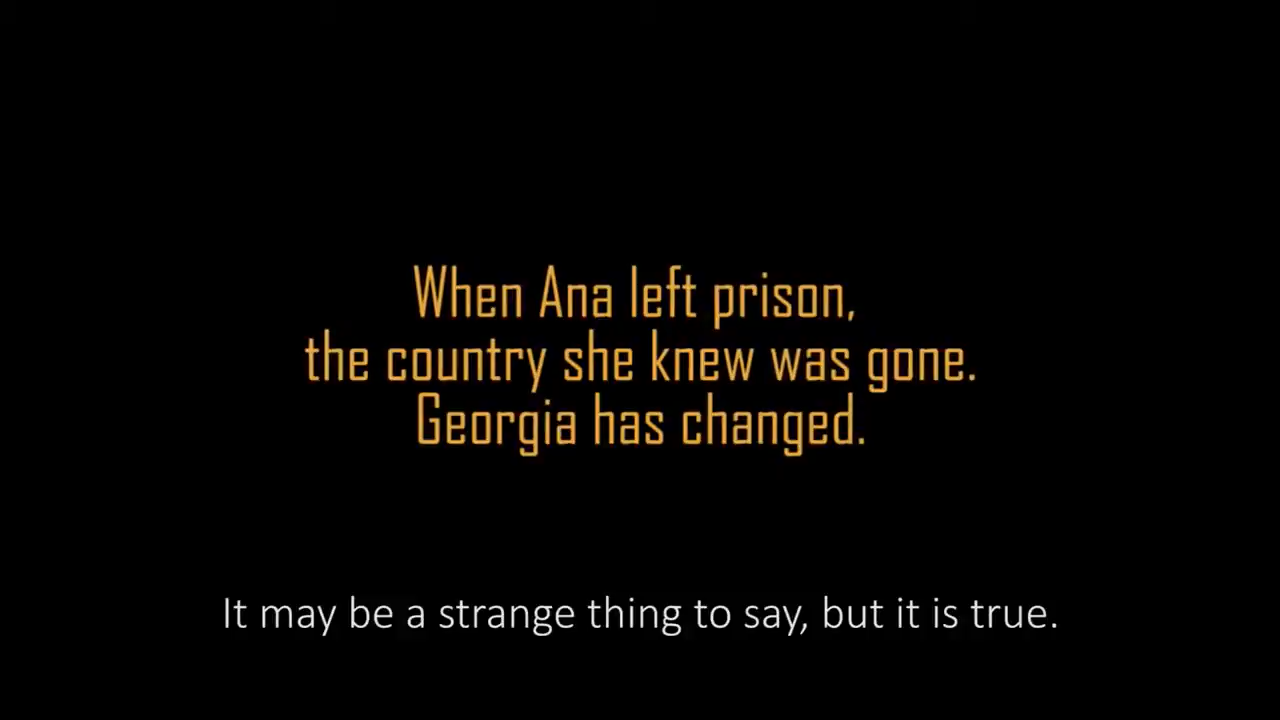 When Ana left prison,
the country she knew was gone.
Georgia has changed.
It may be a strange thing to say, but it is true.